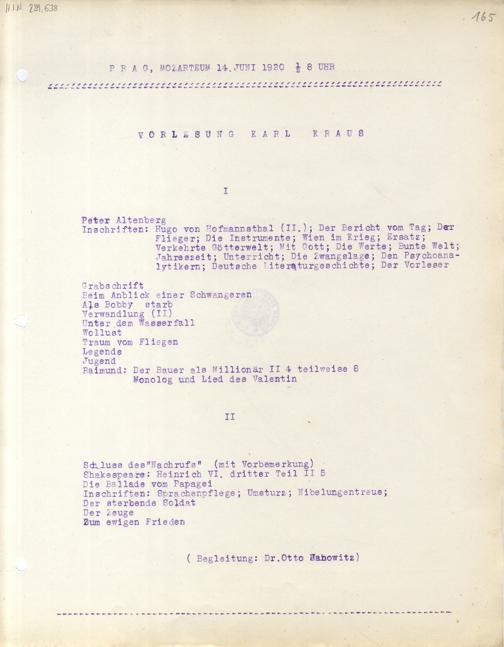 H.I.N. 239.638
165
P R A G, MOZARTEUM 14. JUNI 1920 ½ 8 UHR
V O R L E S U N G K A R L K R A U S
I
Peter Altenberg
Inschriften: Hugo von Hofmannsthal (II.); Der Bericht vom Tag; Der
Flieger; Die Instrumente; Wien im Krieg; Ersatz;
Verkehrte Götterwelt; Mit Gott; Die Werte; Bunte Welt;
Jahreszeit; Unterricht; Die Zwangslage; Den Psychoana-
lytikern; Deutsche Literaturgeschichte; Der Vorleser
Grabschrift
Beim Anblick einer Schwangeren
Als Bobby starb
Verwandlung (II)
Unter dem Wasserfall
Wollust
Traum vom Fliegen
Legende
Jugend
Raimund: Der Bauer als Millionär II 4 teilweise 8
Monolog und Lied des Valentin
II
Schluss des"Nachrufs" (mit Vorbemerkung)
Shakespeare: Heinrich VI. dritter Teil II 5
Die Ballade vom Papagei
Inschriften: Sprachenpflege; Umsturz; Nibelungentreue;
Der sterbende Soldat
Der Zeuge
Zum ewigen Frieden
( Begleitung: Dr.Otto Janowitz)